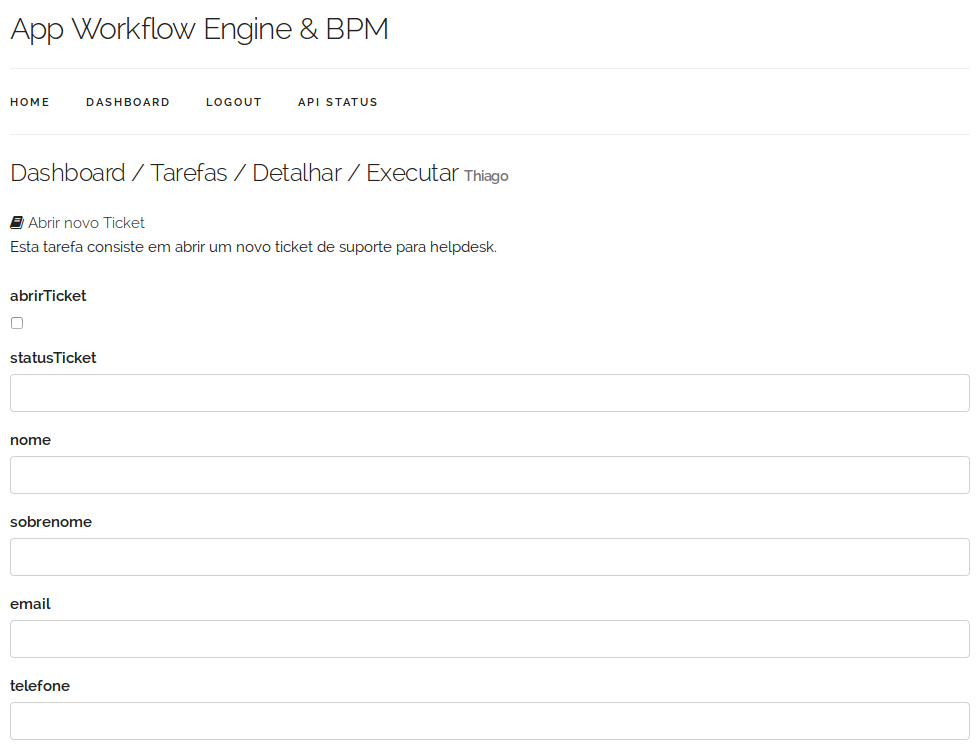 App Workflow Engine & BPM
HOME DASHBOARD LOGOUT API STATUS
Dashboard / Tarefas / Detalhar / Executar Thiago
Abrir novo Ticket
Esta tarefa consiste em abrir um novo ticket de suporte para helpdesk.
abrirTicket
statusTicket
nome
sobrenome
email
telefone